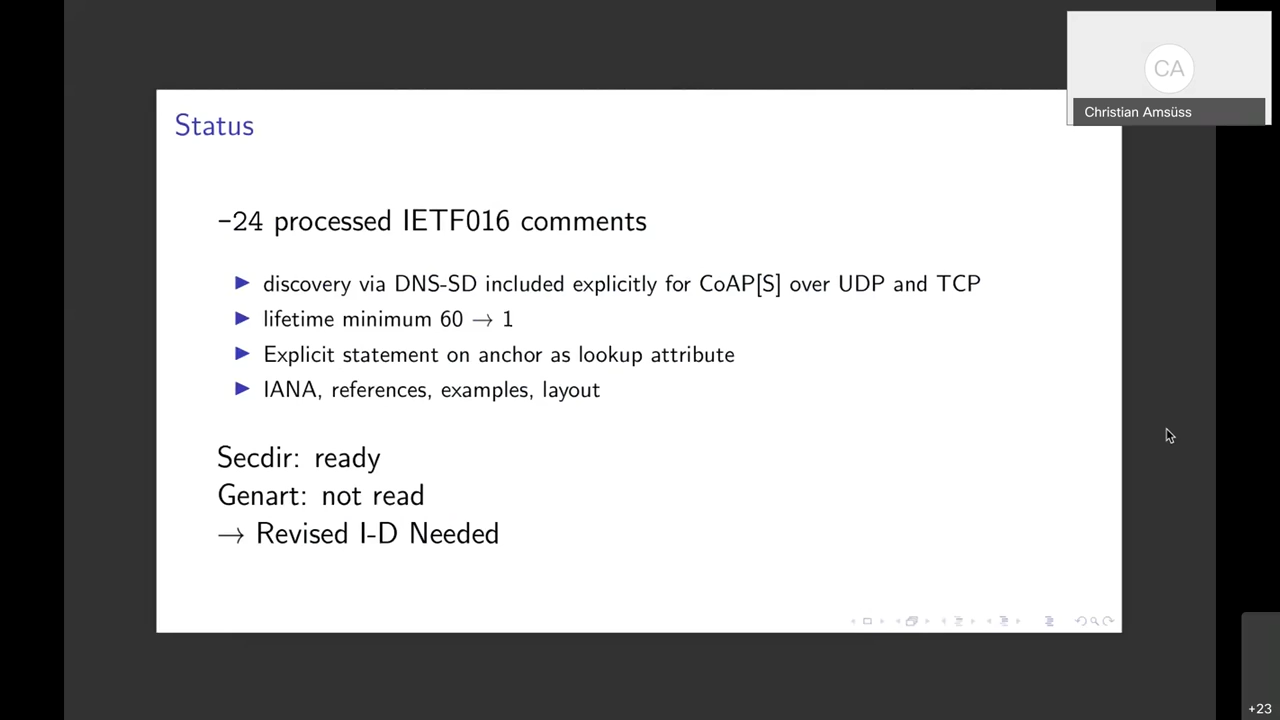 CA
Christian Amsüss
Status
-24 processed IETF016 comments
discovery via DNS-SD included explicitly for CoAP[S] over UDP and TCP
lifetime minimum 60 → 1
Explicit statement on anchor as lookup attribute
IANA, references, examples, layout
Secdir: ready
Genart: not read
→ Revised I-D Needed
+23